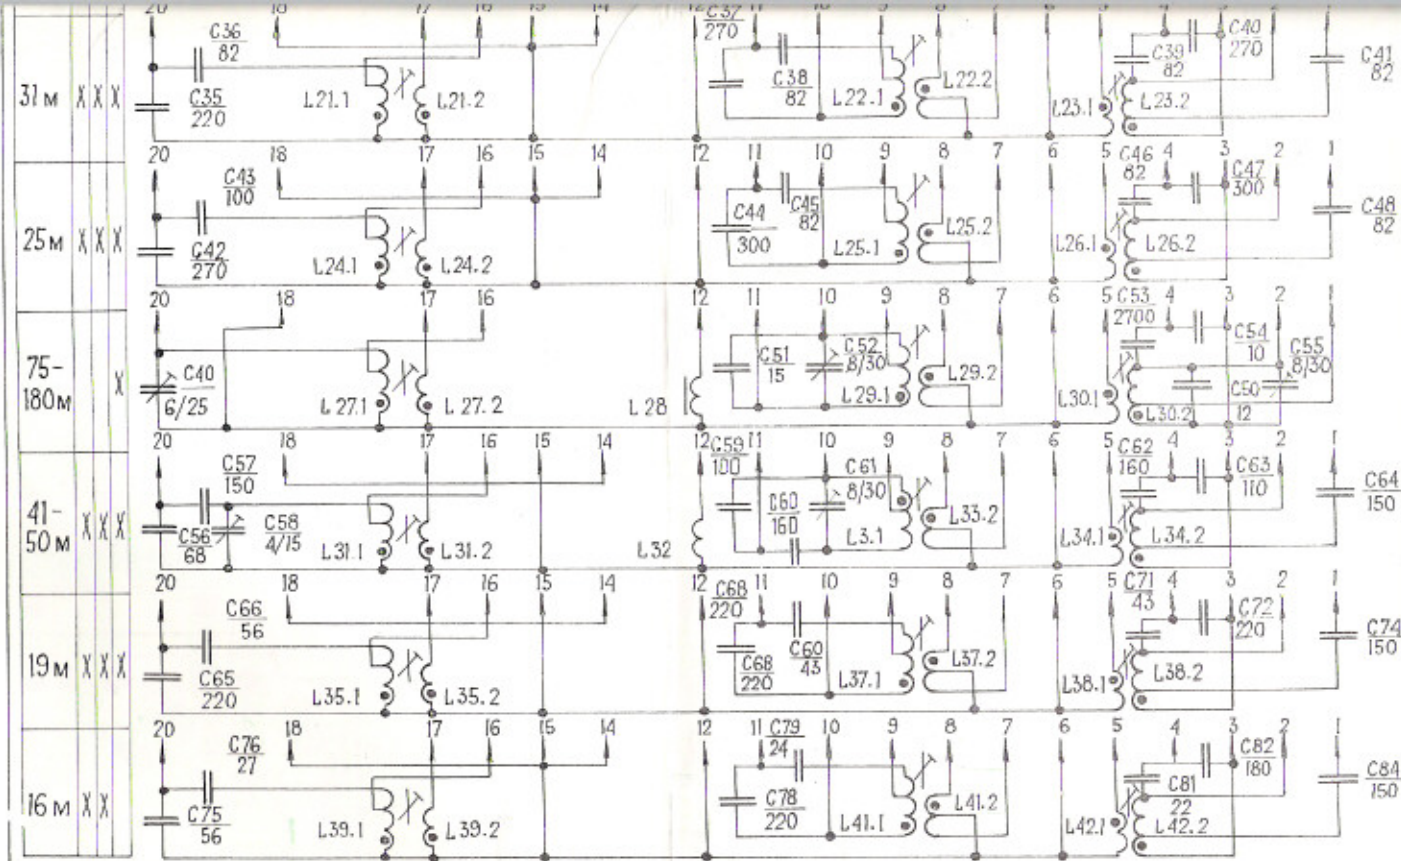 20 18 17 16 15 14 12 11 10 9 8 7 6 5 4 3 2 1
31 м X X X
C36 82
C35 220
L21.1 L21.2
C37 270
C38 82
L22.1 L22.2
L23.1 L23.2
C39 82
C40 270
C41 82
20 18 17 16 15 14 12 11 10 9 8 7 6 5 4 3 2 1
25 м X X X
C43 100
C42 270
L24.1 L24.2
C44 300
C45 82
L25.1 L25.2
L26.1 L26.2
C46 82
C47 300
C48 82
20 18 17 16 12 11 10 9 8 7 6 5 4 3 2 1
75-
180м X
C40 6/25
L27.1 L27.2
L28
C51 15
C52 8/30
L29.1 L29.2
L30.1 L30.2
C53 2700
C54 10
C50 12
C55 8/30
20 18 17 16 15 14 12 11 10 9 8 7 6 5 4 3 2 1
41-
50 м X X X
C57 150
C56 68
C58 4/15
L31.1 L31.2
L32
C59 100
C60 160
C61 8/30
L3.1 L33.2
L34.1 L34.2
C62 160
C63 110
C64 150
20 18 17 16 15 14 12 11 10 9 8 7 6 5 4 3 2 1
19 м X X X
C66 56
C65 220
L35.1 L35.2
C68 220
C68 220
C60 43
L37.1 L37.2
L38.1 L38.2
C71 43
C72 220
C74 150
20 18 17 16 15 14 12 11 10 9 8 7 6 5 4 3 2 1
16 м X X
C76 27
C75 56
L39.1 L39.2
C79 24
C78 220
L41.1 L41.2
L42.1 L42.2
C81 22
C82 180
C84 150